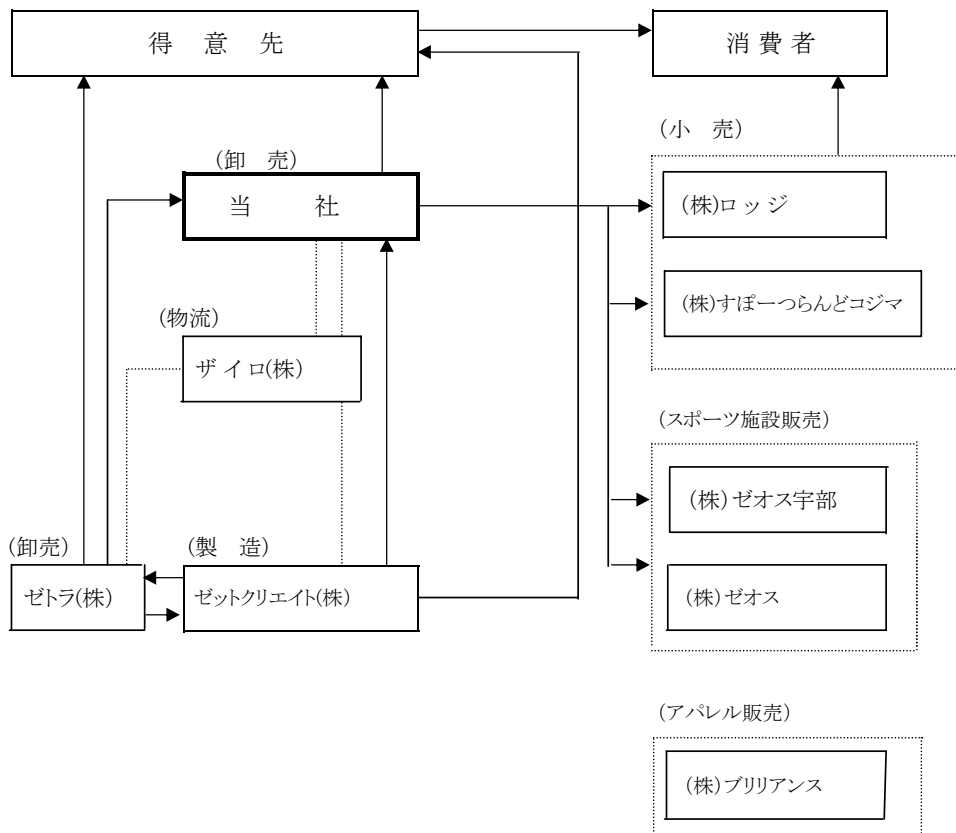 得 意 先
消 費 者
(小 売)
(卸 売)
当 社
(株)ロ ッ ジ
(株)すぽーつらんどコジマ
(物流)
ザ イ ロ(株)
(スポーツ施設販売)
(株) ゼオス宇部
(卸売)
(製 造)
ゼトラ(株)
ゼットクリエイト(株)
(株) ゼオス
(アパレル販売)
(株)ブリリアンス